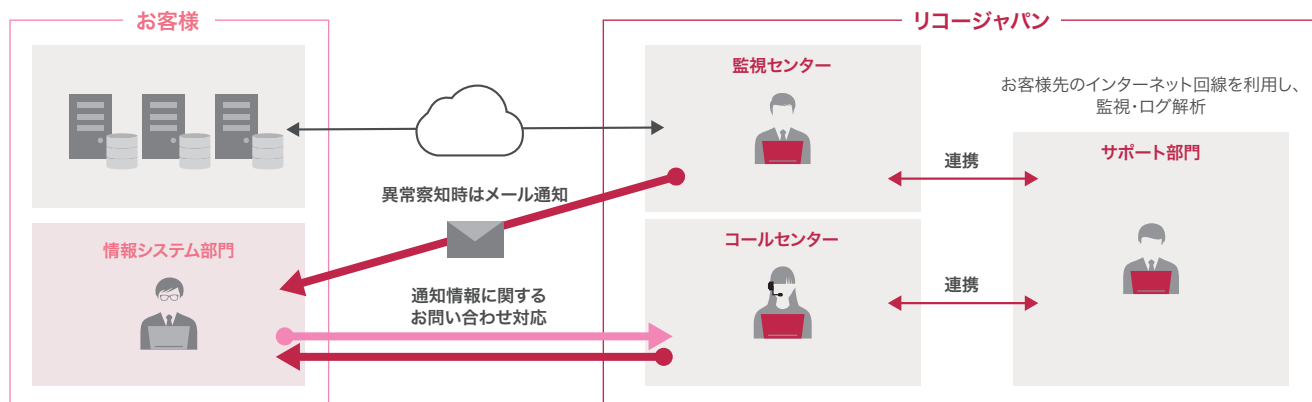 お客様
リコージャパン
監視センター
お客様先のインターネット回線を利用し、
監視・ログ解析
サポート部門
連携
異常察知時はメール通知
情報システム部門
コールセンター
通知情報に関する
お問い合わせ対応
連携